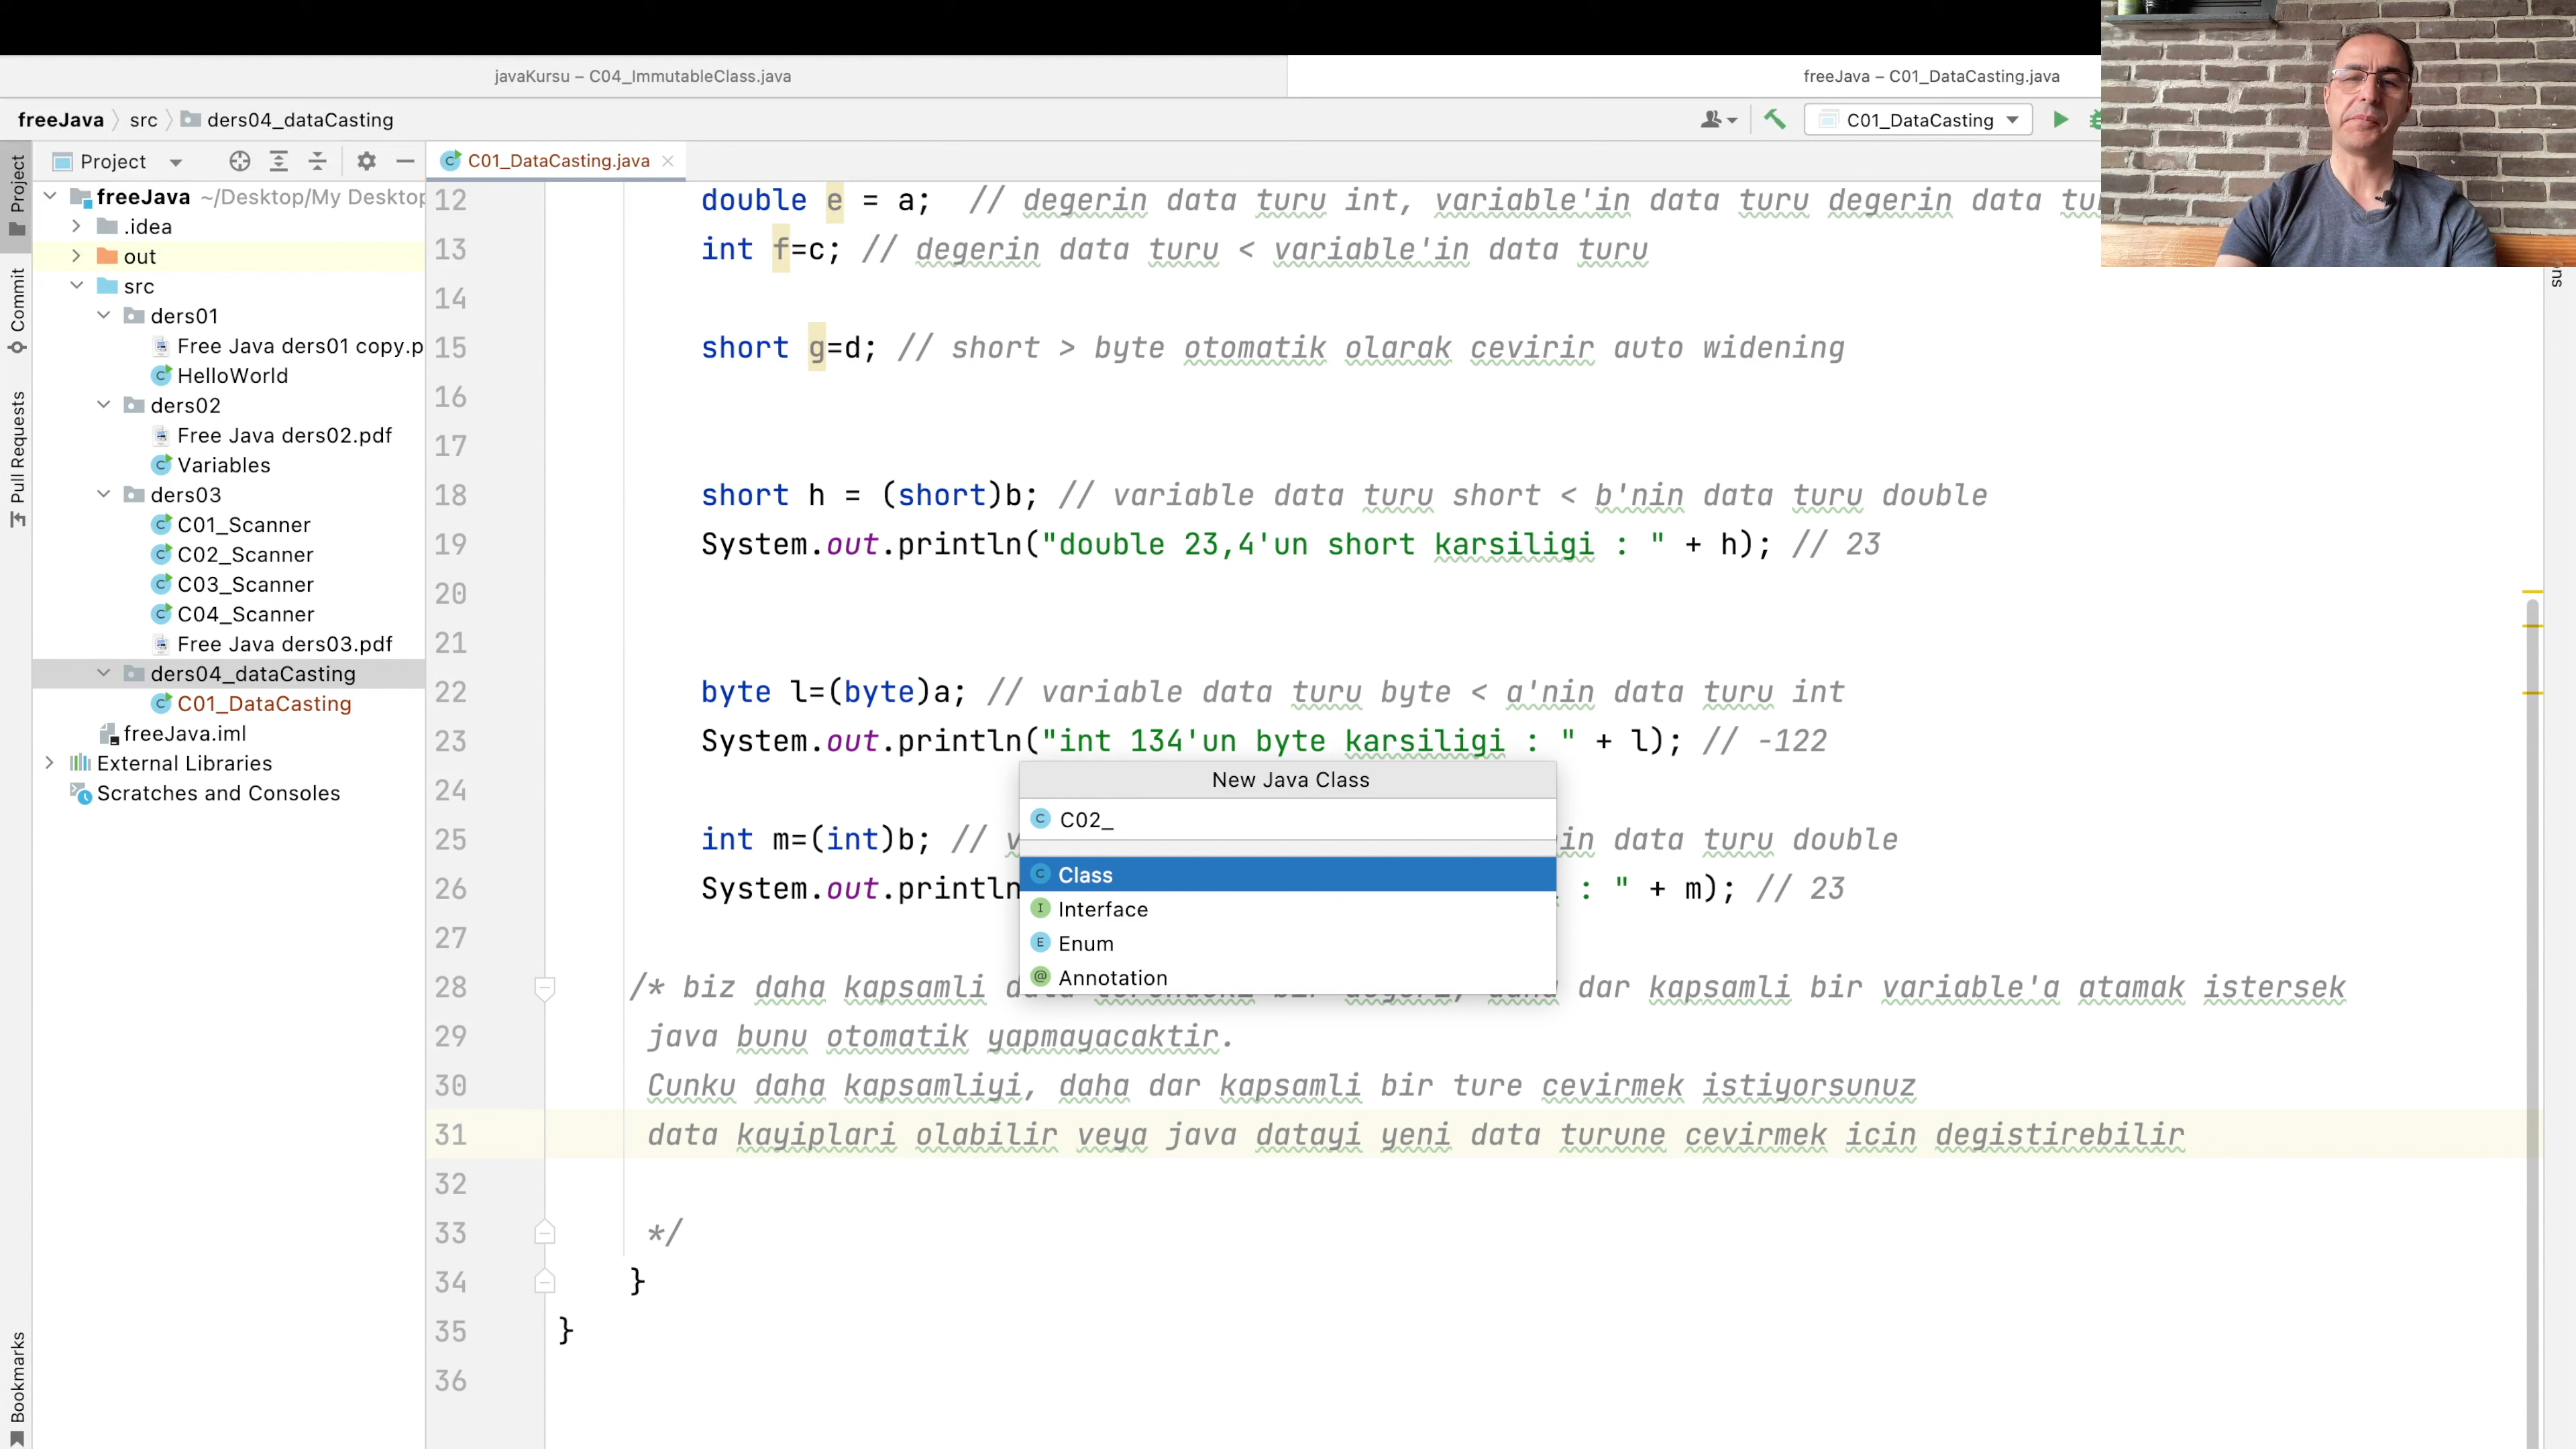 javaKursu – C04_ImmutableClass.java
freeJava – C01_DataCasting.java
freeJava
src
ders04_dataCasting
C01_DataCasting
Project
C01_DataCasting.java
Project
Commit
Pull Requests
Bookmarks
freeJava ~/Desktop/My Desktop
.idea
out
src
ders01
Free Java ders01 copy.p
HelloWorld
ders02
Free Java ders02.pdf
Variables
ders03
C01_Scanner
C02_Scanner
C03_Scanner
C04_Scanner
Free Java ders03.pdf
ders04_dataCasting
C01_DataCasting
freeJava.iml
External Libraries
Scratches and Consoles
12 double e = a; // degerin data turu int, variable'in data turu degerin data tu
13 int f=c; // degerin data turu < variable'in data turu
14
15 short g=d; // short > byte otomatik olarak cevirir auto widening
16
17
18 short h = (short)b; // variable data turu short < b'nin data turu double
19 System.out.println("double 23,4'un short karsiligi : " + h); // 23
20
21
22 byte l=(byte)a; // variable data turu byte < a'nin data turu int
23 System.out.println("int 134'un byte karsiligi : " + l); // -122
24
25 int m=(int)b; // in data turu double
26 System.out.println : " + m); // 23
27
28 /* biz daha kapsamli bir variable'a atamak istersek
29 java bunu otomatik yapmayacaktir.
30 Cunku daha kapsamliyi, daha dar kapsamli bir ture cevirmek istiyorsunuz
31 data kayiplari olabilir veya java datayi yeni data turune cevirmek icin degistirebilir
32
33 */
34 }
35 }
36
New Java Class
C02_
Class
Interface
Enum
Annotation